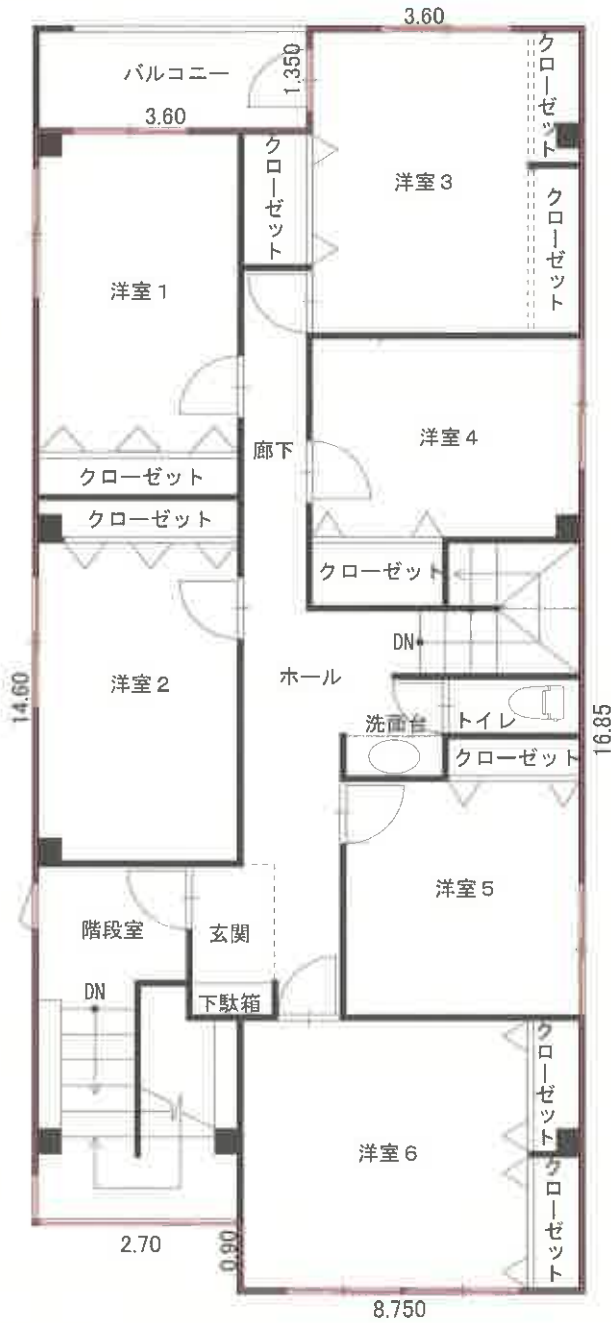 3.60
バルコニー
1.350
クローゼット
3.60
クローゼット
洋室3
クローゼット
洋室1
廊下
洋室4
クローゼット
クローゼット
クローゼット
DN
ホール
洋室2
14.60
洗面台
トイレ
16.85
クローゼット
洋室5
階段室
玄関
DN
下駄箱
クローゼット
洋室6
クローゼット
2.70
0.90
8.750